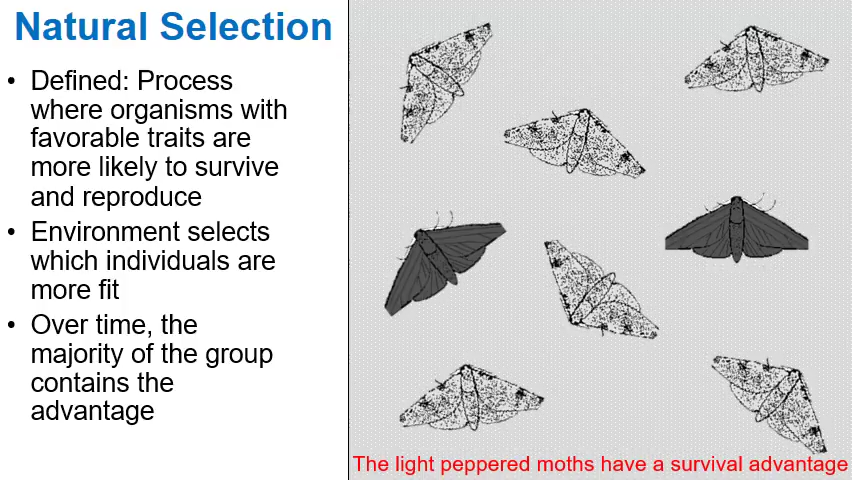 Natural Selection
• Defined: Process
where organisms with
favorable traits are
more likely to survive
and reproduce
• Environment selects
which individuals are
more fit
• Over time, the
majority of the group
contains the
advantage
The light peppered moths have a survival advantage